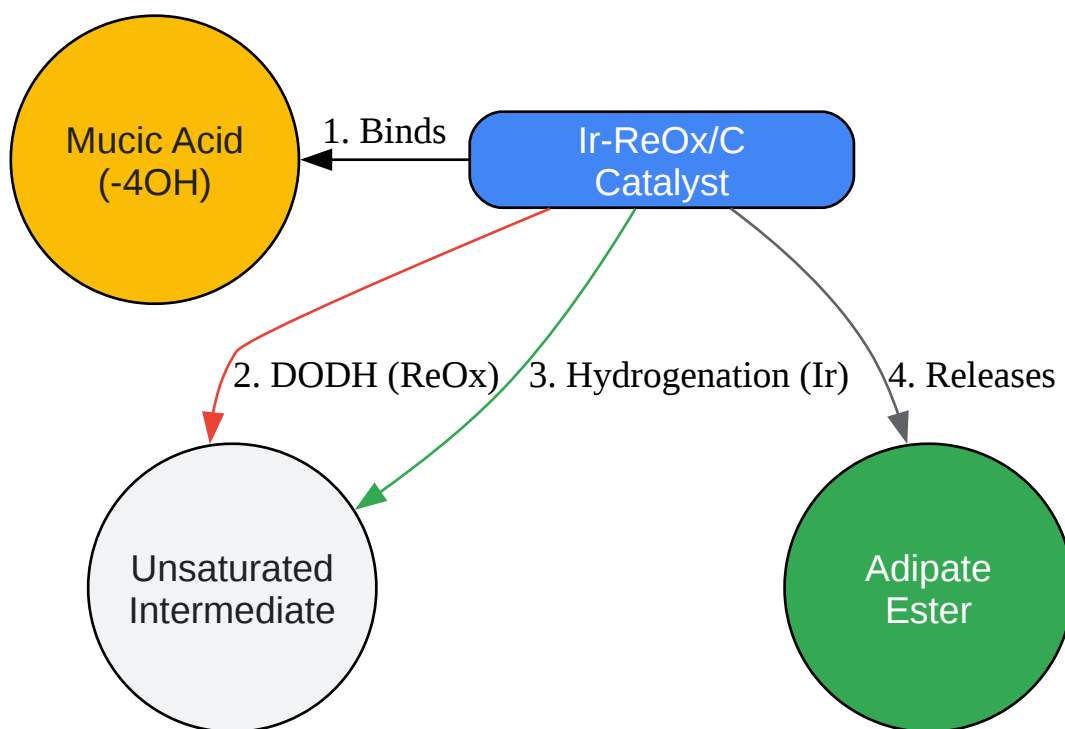 Mucic Acid
(-4OH)
1. Binds
Ir-ReOx/C
Catalyst
2. DODH (ReOx)
3. Hydrogenation (Ir)
4. Releases
Unsaturated
Intermediate
Adipate
Ester